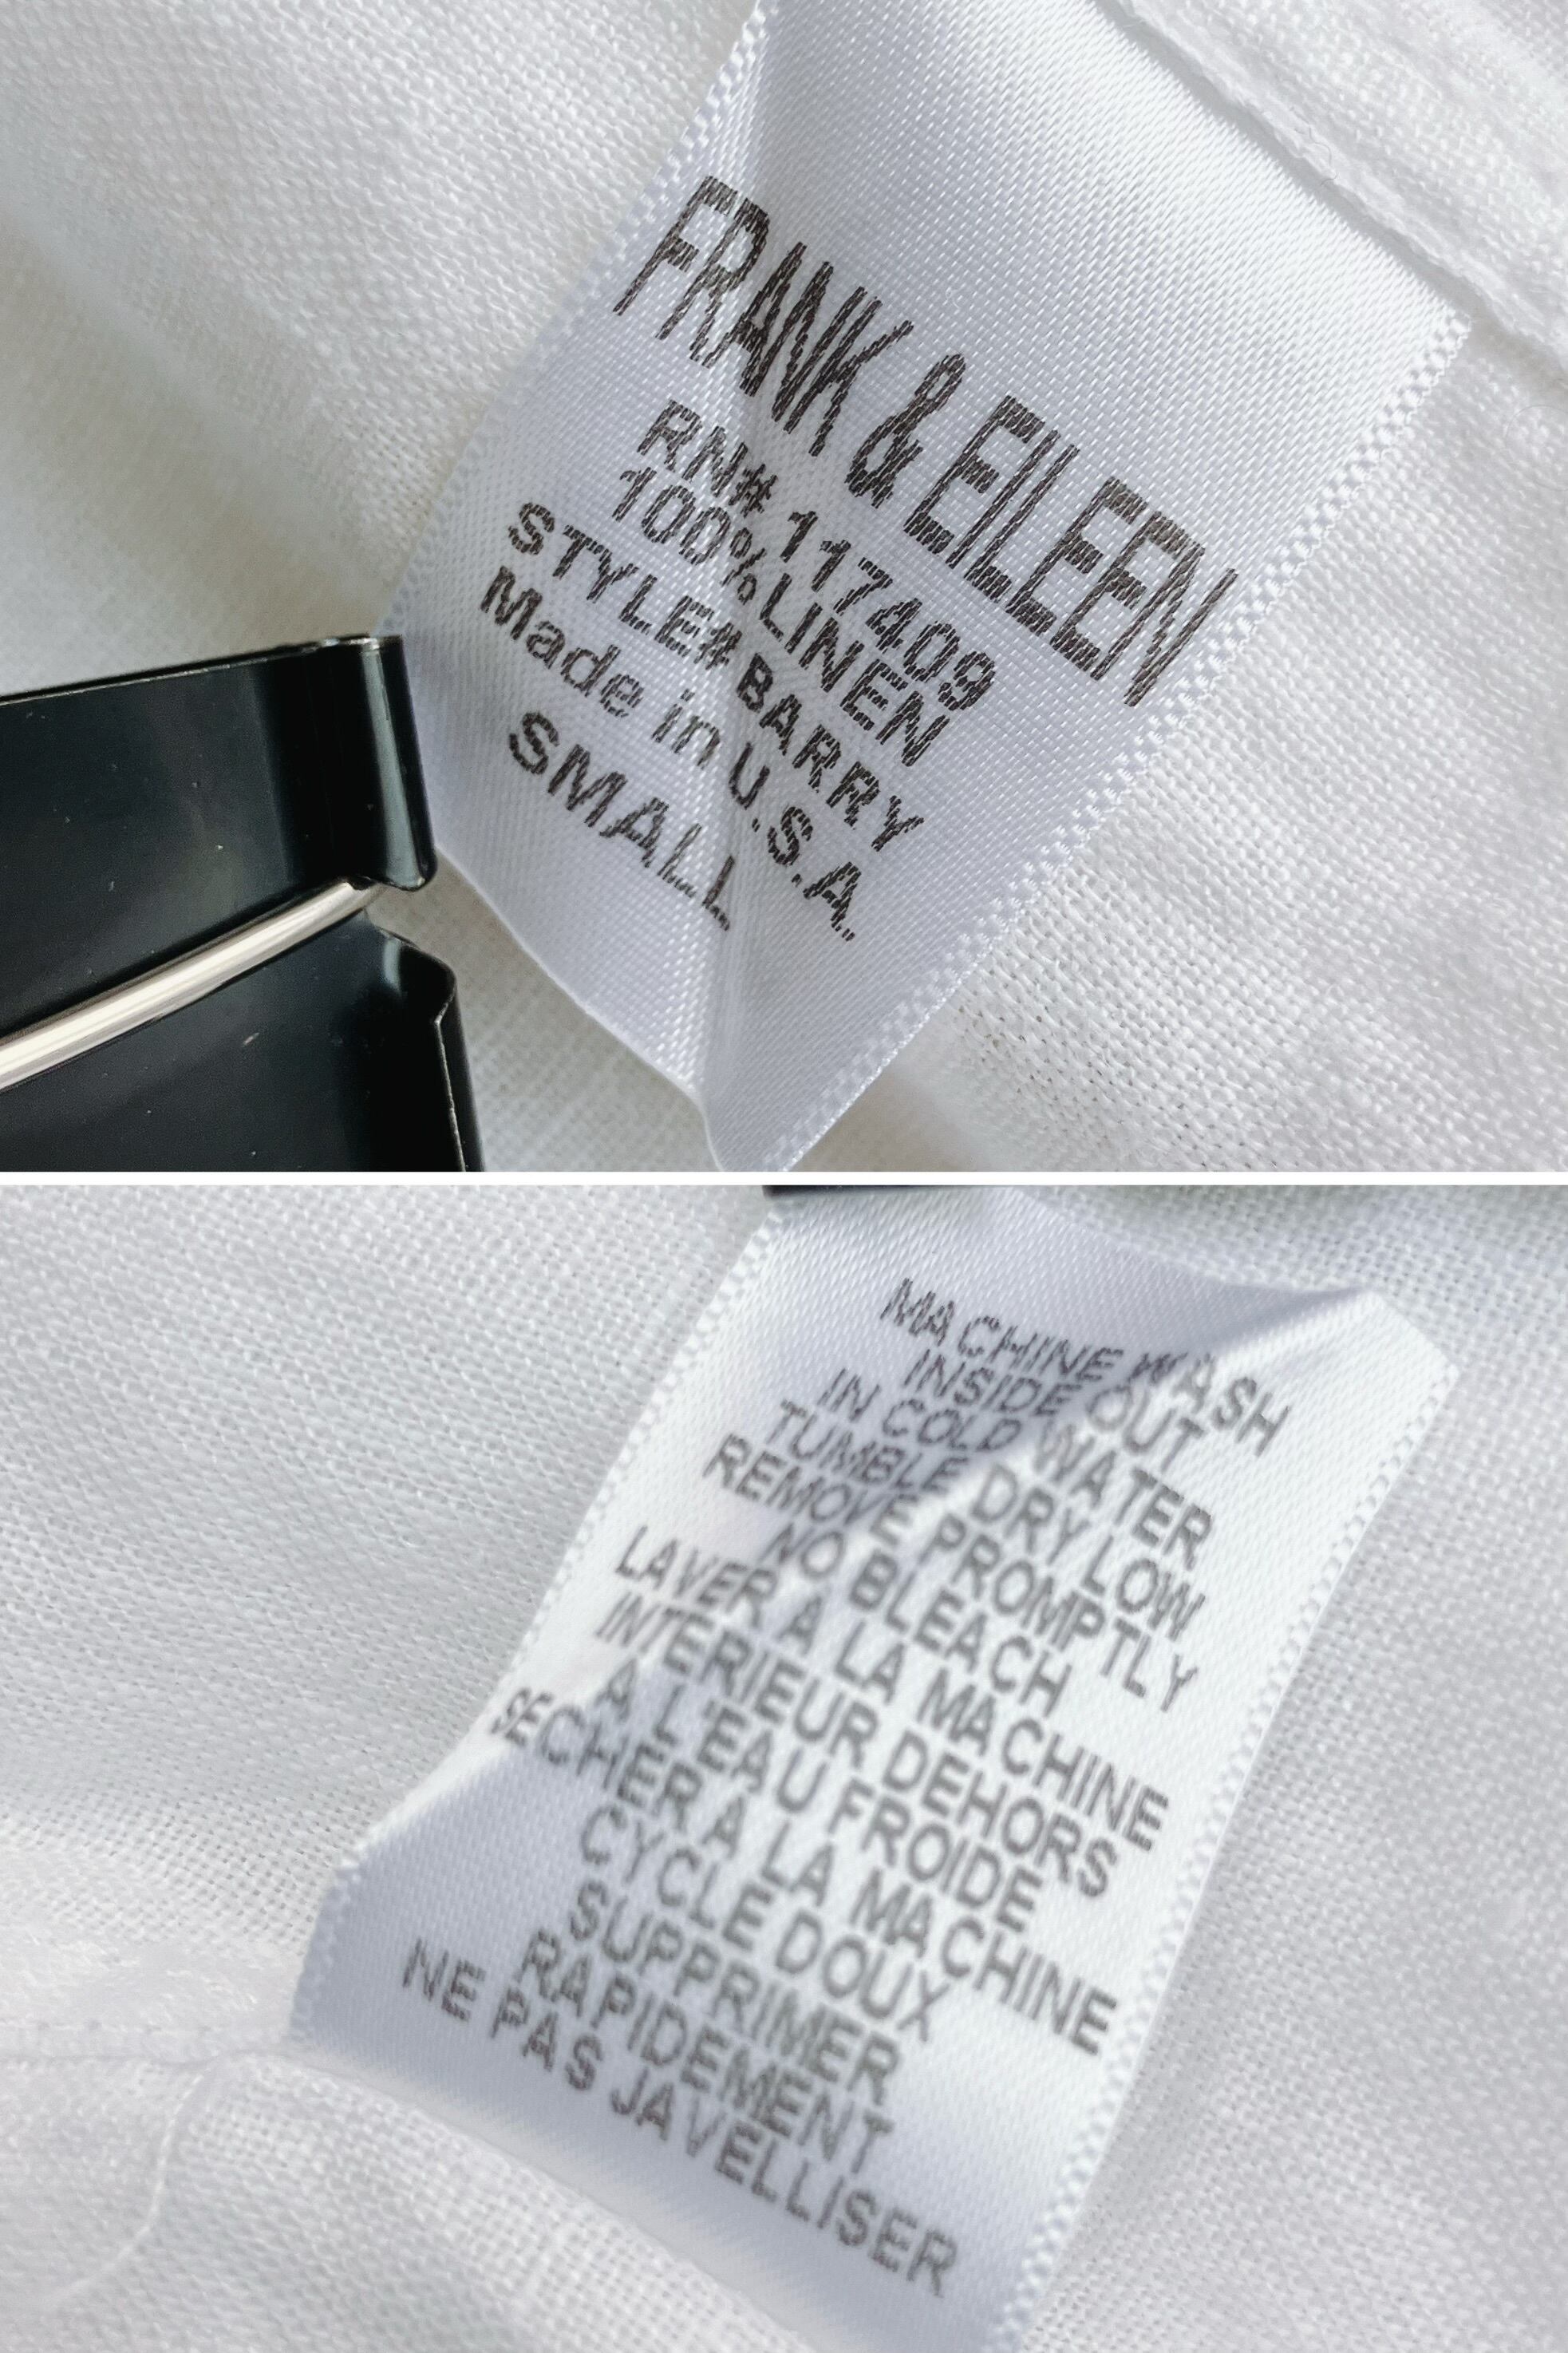 FRANK & EILEEN
RN# 117409
100% LINEN
STYLE# BARRY
Made in U.S.A.
SMALL
MACHINE WASH
INSIDE OUT
IN COLD WATER
TUMBLE DRY LOW
REMOVE PROMPTLY
NO BLEACH
LAVER A LA MACHINE
INTERIEUR DEHORS
A L'EAU FROIDE
SECHER A LA MACHINE
CYCLE DOUX
SUPPRIMER
RAPIDEMENT
NE PAS JAVELLISER